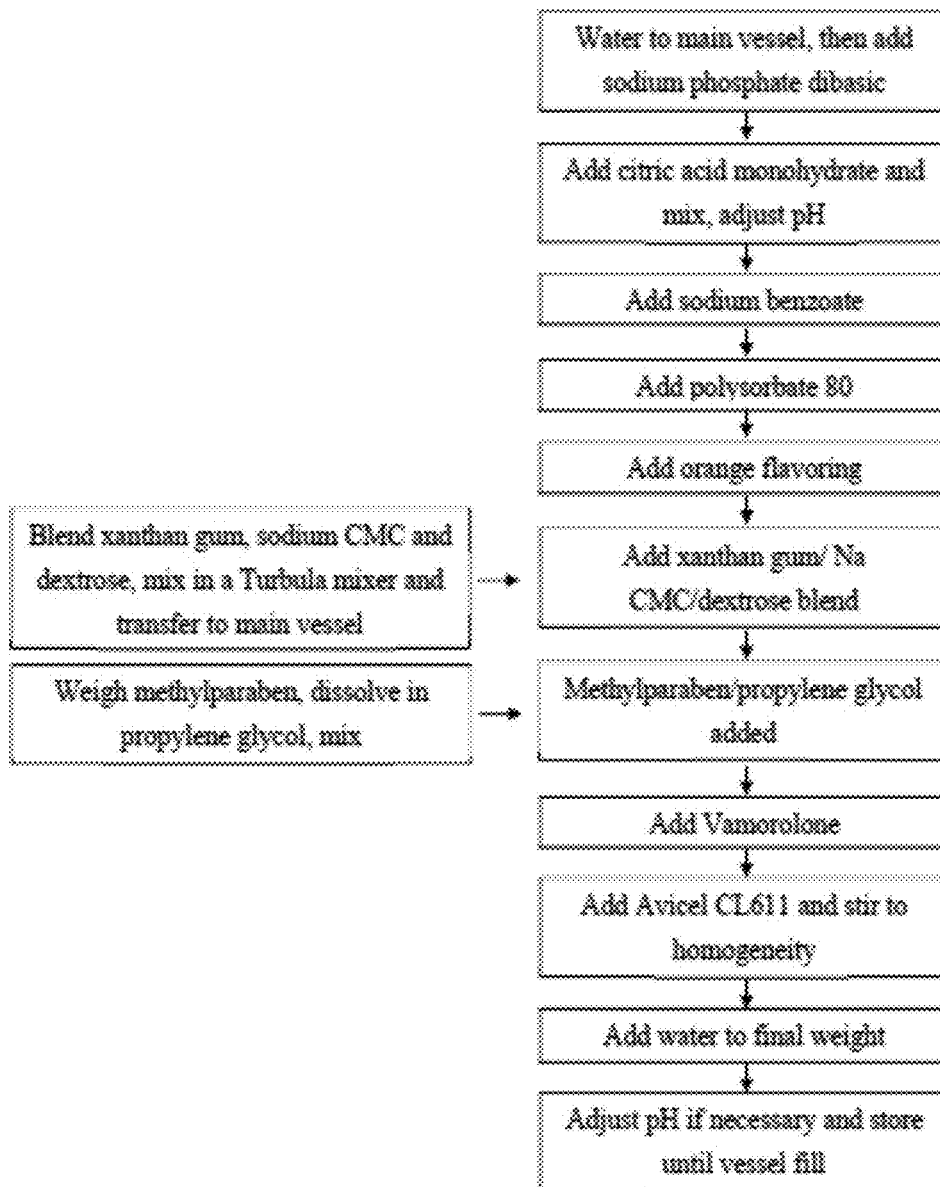 Water to main vessel, then add
sodium phosphate dibasic
Add citric acid monohydrate and
mix, adjust pH
Add sodium benzoate
Add polysorbate 80
Add orange flavoring
Blend xanthan gum, sodium CMC and
dextrose, mix in a Turbula mixer and
transfer to main vessel
Add xanthan gum/ Na
CMC/dextrose blend
Weigh methylparaben, dissolve in
propylene glycol, mix
Methylparaben/propylene glycol
added
Add Vamorolone
Add Avicel CL611 and stir to
homogeneity
Add water to final weight
Adjust pH if necessary and store
until vessel fill